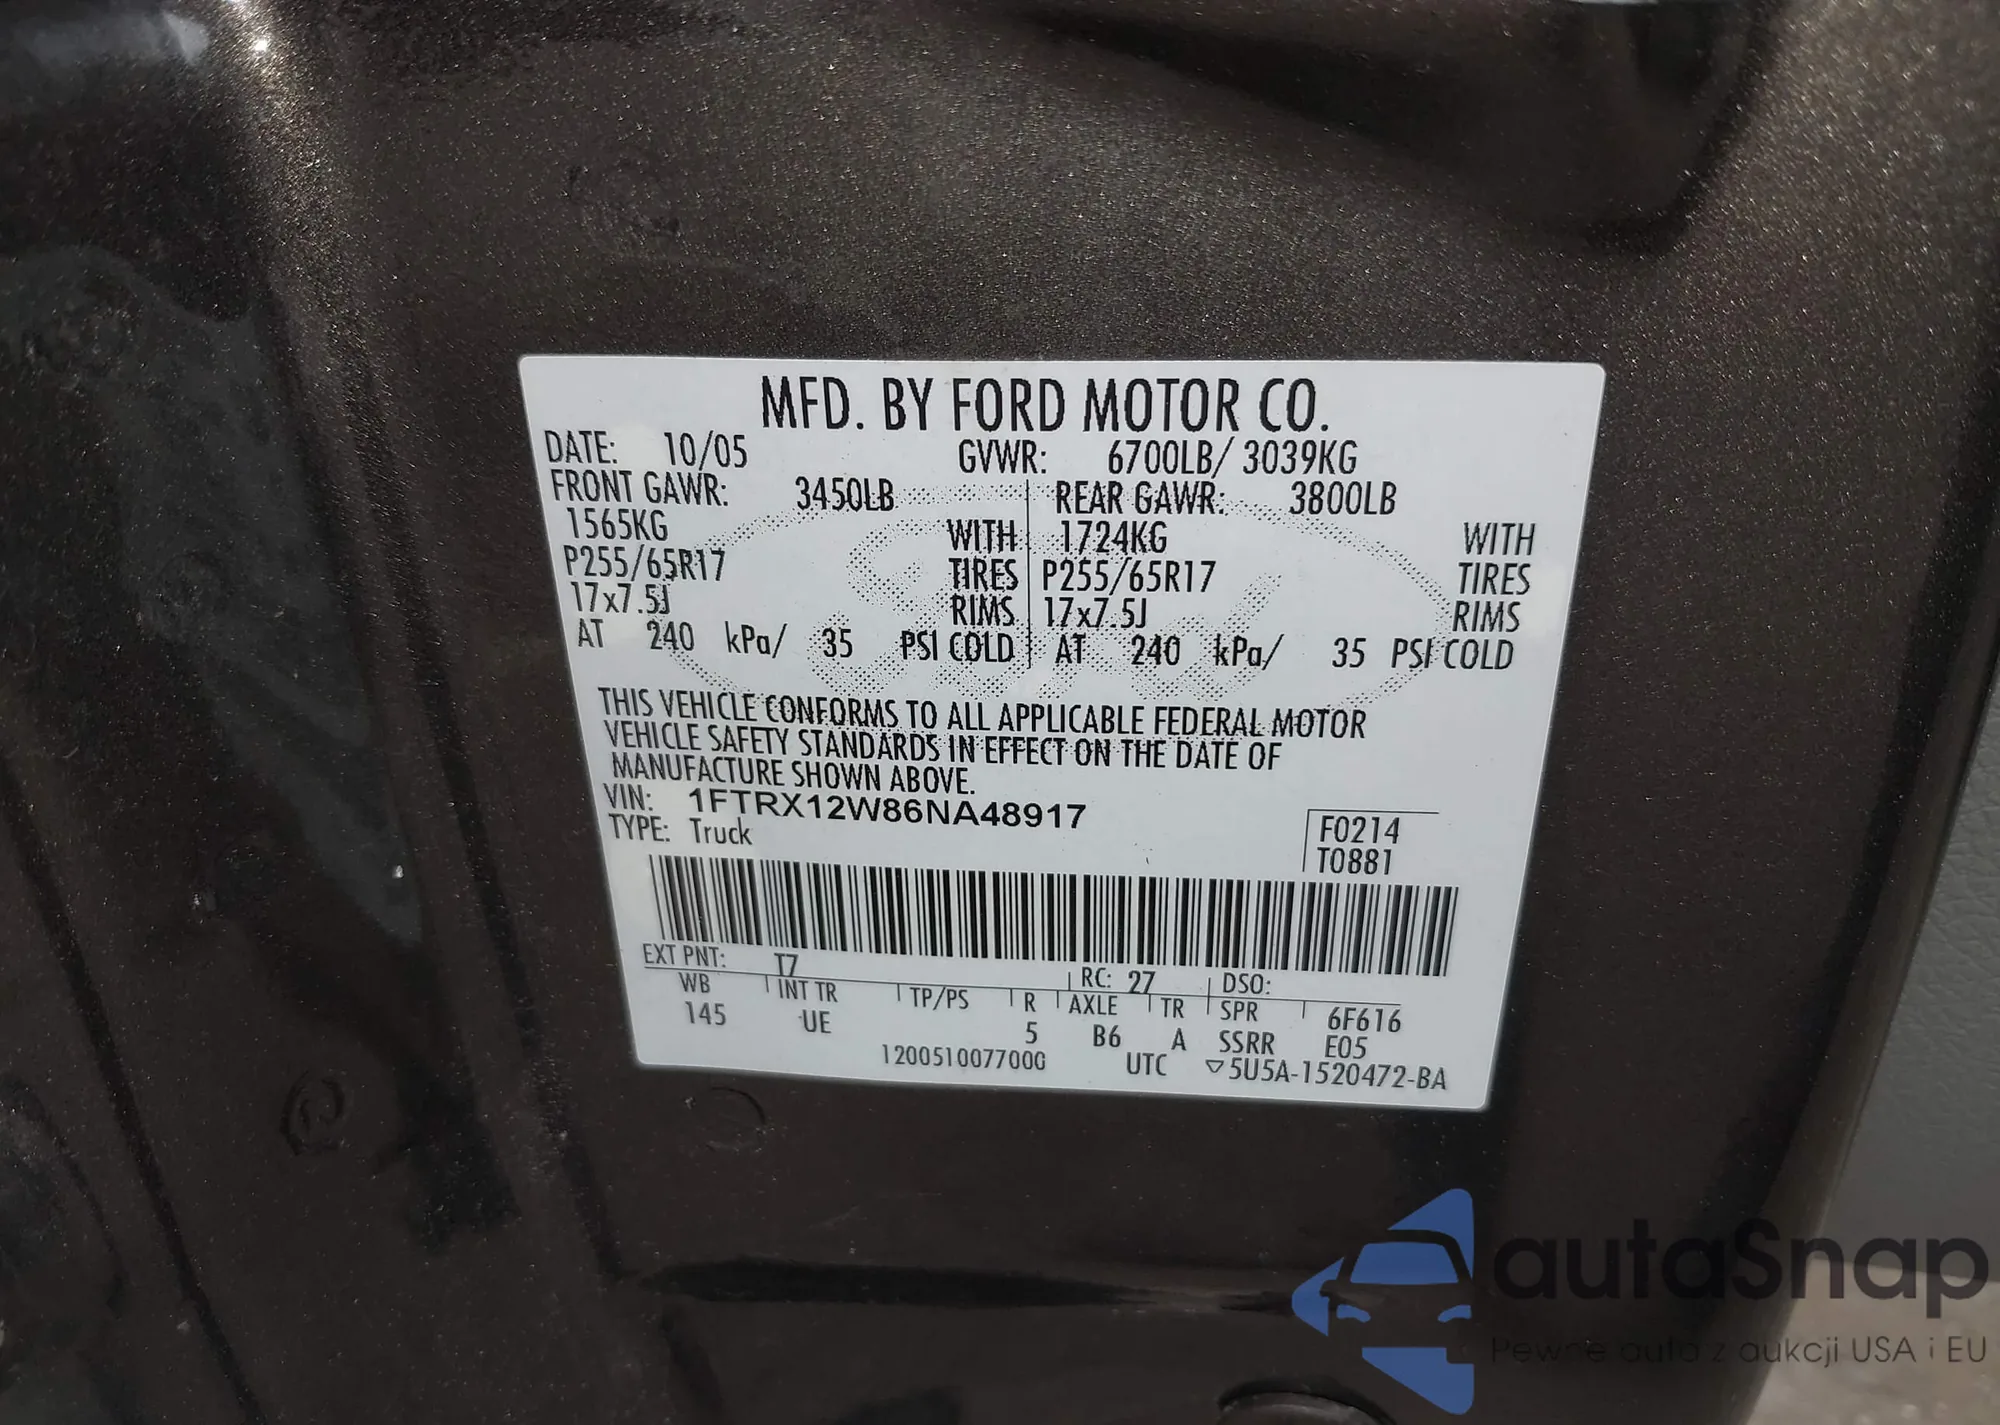 MFD. BY FORD MOTOR CO.
DATE: 10/05 GVWR: 6700LB/ 3039KG
FRONT GAWR: 3450LB REAR GAWR: 3800LB
1565KG WITH 1724KG WITH
P255/65R17 TIRES P255/65R17 TIRES
17x7.5J RIMS 17x7.5J RIMS
AT 240 kPa/ 35 PSI COLD AT 240 kPa/ 35 PSI COLD
THIS VEHICLE CONFORMS TO ALL APPLICABLE FEDERAL MOTOR
VEHICLE SAFETY STANDARDS IN EFFECT ON THE DATE OF
MANUFACTURE SHOWN ABOVE.
VIN: 1FTRX12W86NA48917
TYPE: Truck
F0214
T0881
EXT PNT: T7 RC: 27 DSO:
WB INT TR TP/PS R AXLE TR SPR 6F616
145 UE 5 B6 A SSRR E05
1200510077000 UTC ▽5U5A-1520472-BA
autaSnap
Pewne auto z aukcji USA i EU